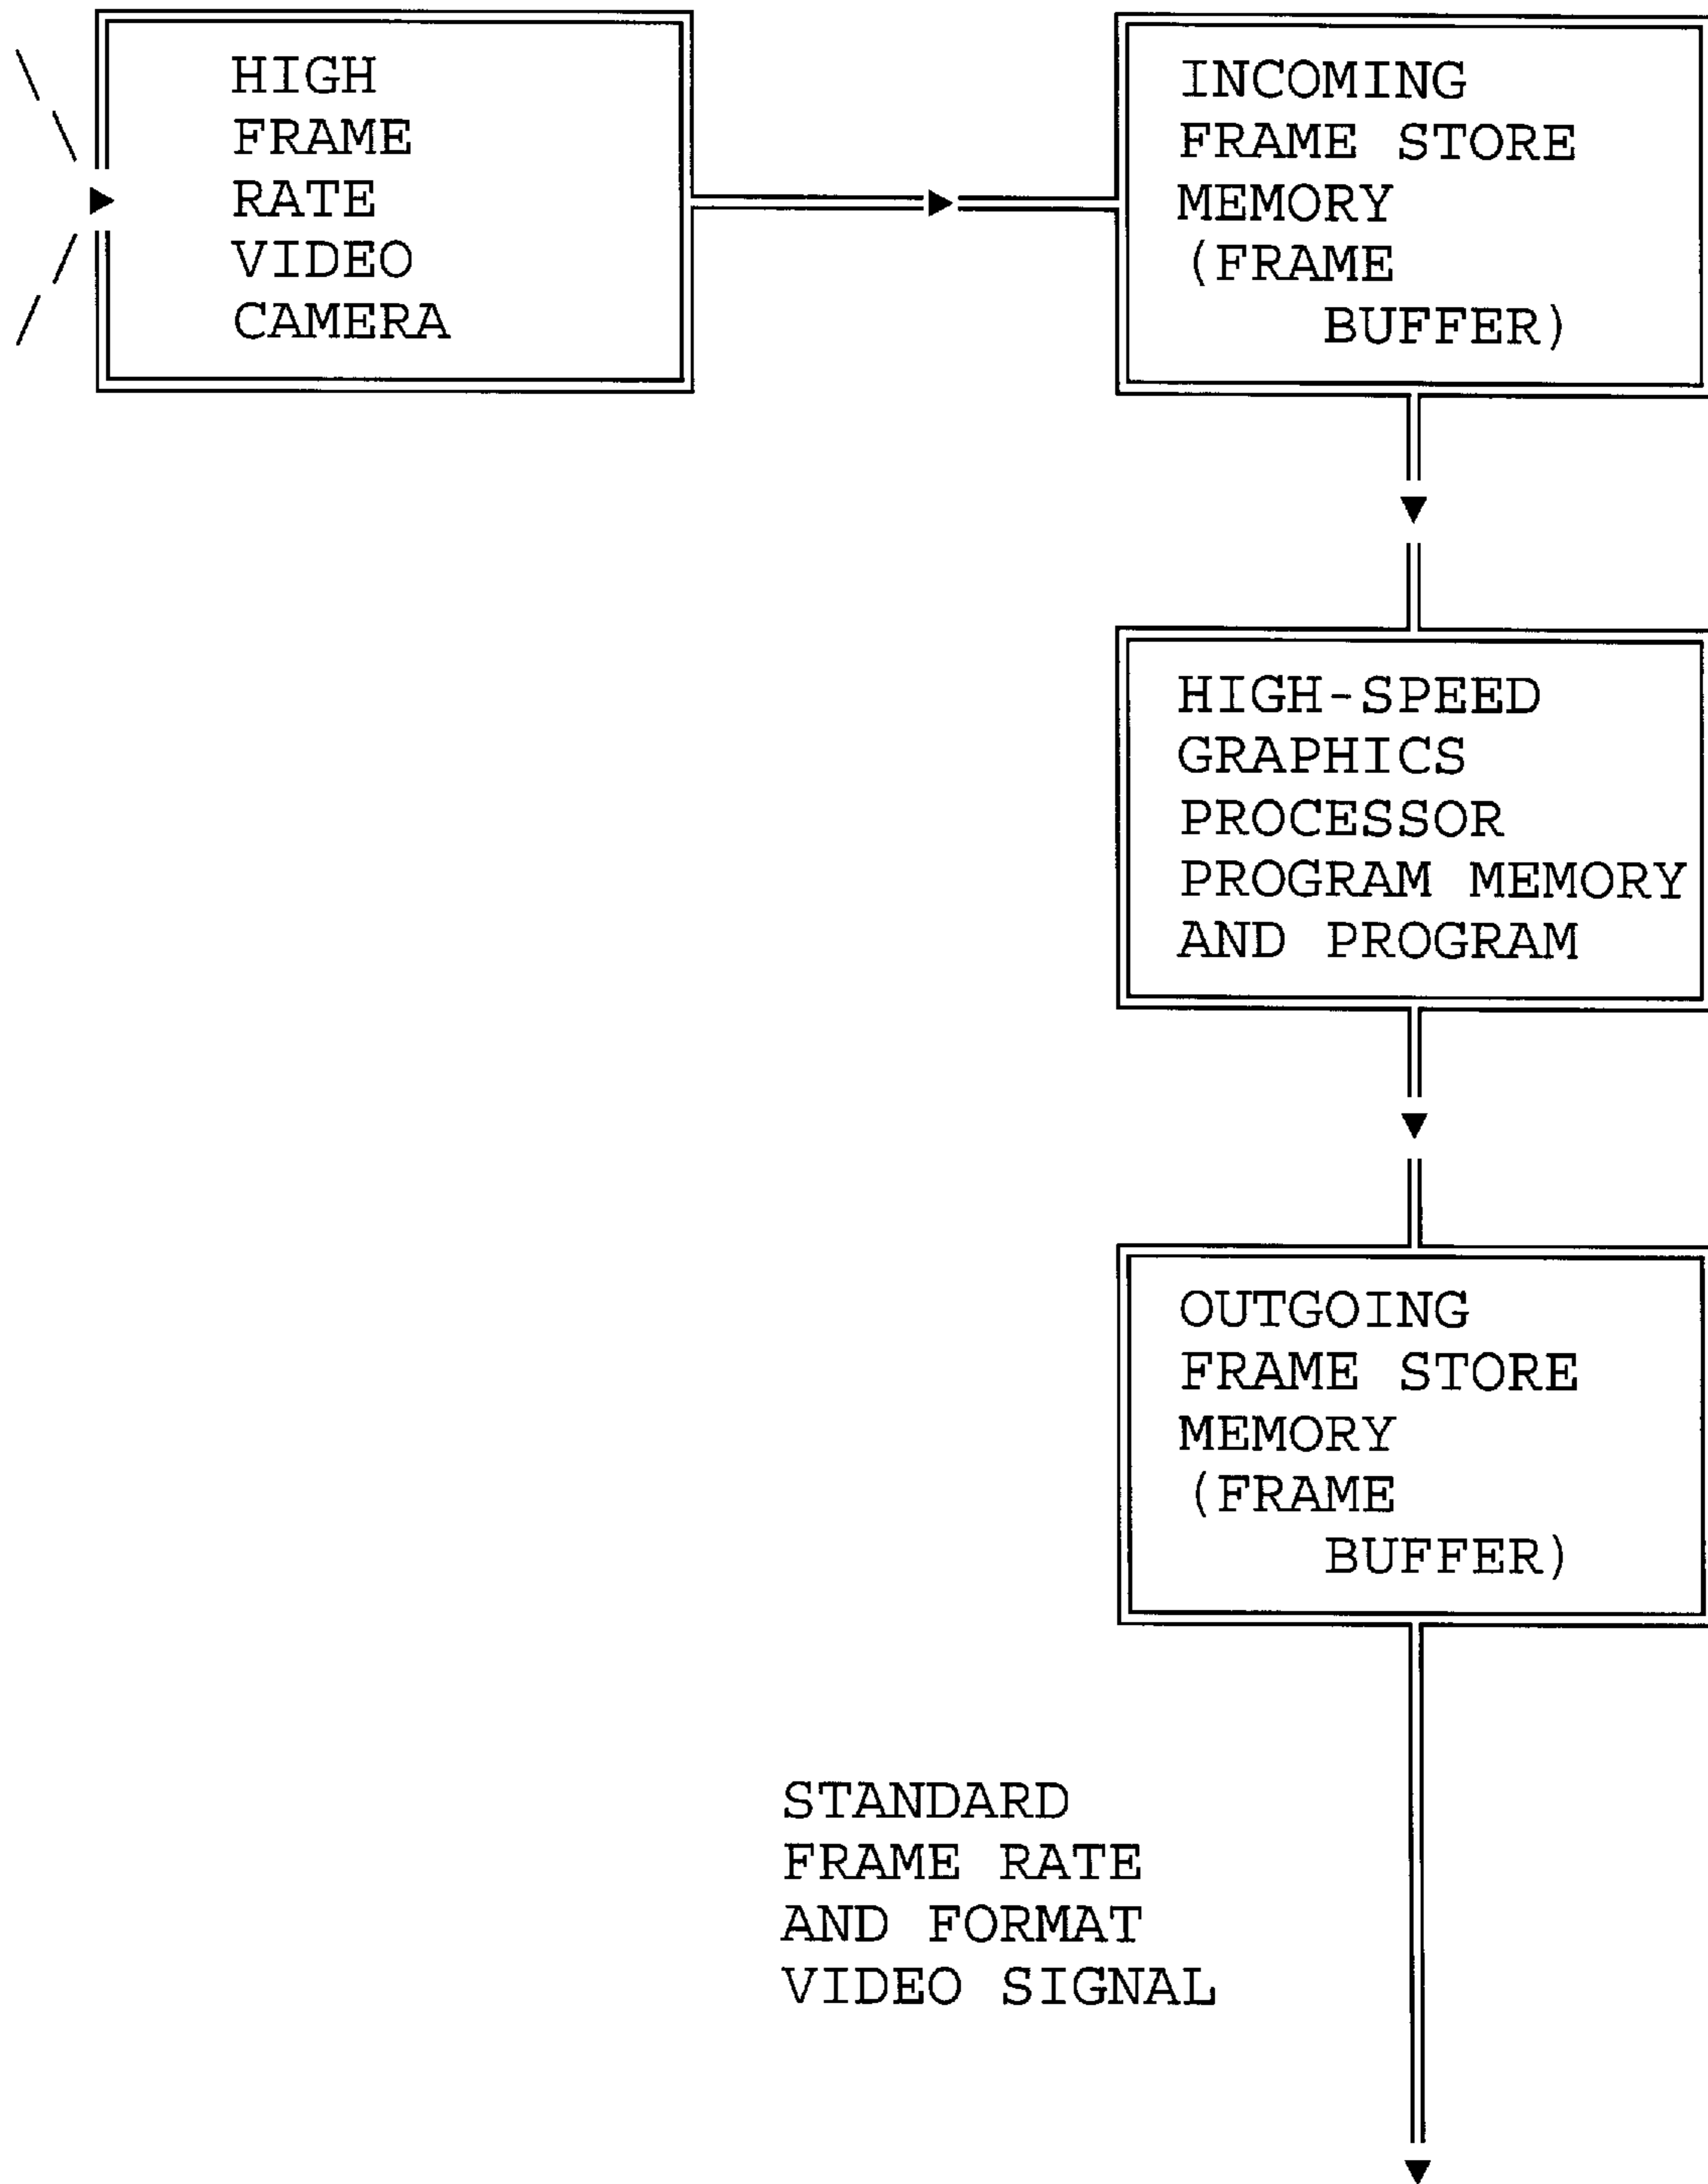 HIGH
FRAME
RATE
VIDEO
CAMERA
INCOMING
FRAME STORE
MEMORY
(FRAME
BUFFER)
HIGH-SPEED
GRAPHICS
PROCESSOR
PROGRAM MEMORY
AND PROGRAM
OUTGOING
FRAME STORE
MEMORY
(FRAME
BUFFER)
STANDARD
FRAME RATE
AND FORMAT
VIDEO SIGNAL